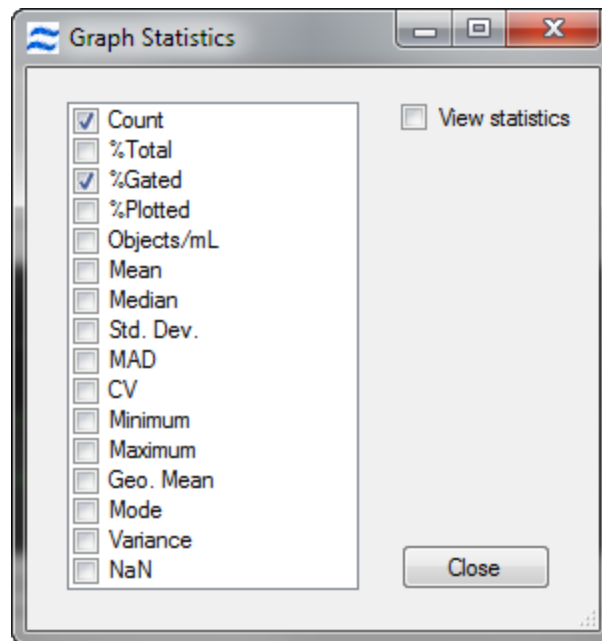 Graph Statistics
Count
%Total
%Gated
%Plotted
Objects/mL
Mean
Median
Std. Dev.
MAD
CV
Minimum
Maximum
Geo. Mean
Mode
Variance
NaN
View statistics
Close